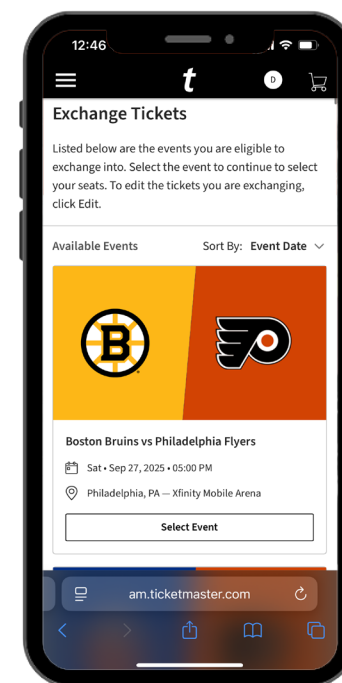 12:46
t
D
Exchange Tickets
Listed below are the events you are eligible to
exchange into. Select the event to continue to select
your seats. To edit the tickets you are exchanging,
click Edit.
Available Events
Sort By: Event Date
B
Boston Bruins vs Philadelphia Flyers
Sat • Sep 27, 2025 • 05:00 PM
Philadelphia, PA — Xfinity Mobile Arena
Select Event
am.ticketmaster.com